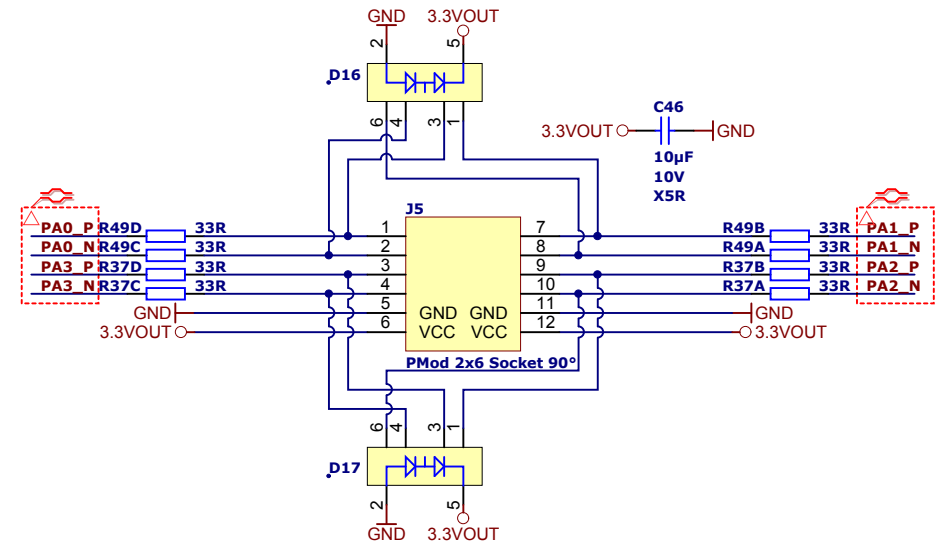 GND 3.3VOUT
2 5
D16
6 4 3 1
C46
3.3VOUT GND
10µF
10V
X5R
J5
PA0_P R49D 33R 1 7 R49B 33R PA1_P
PA0_N R49C 33R 2 8 R49A 33R PA1_N
PA3_P R37D 33R 3 9 R37B 33R PA2_P
PA3_N R37C 33R 4 10 R37A 33R PA2_N
GND 5 GND GND 11 GND
3.3VOUT 6 VCC VCC 12 3.3VOUT
PMod 2x6 Socket 90°
6 4 3 1
D17
2 5
GND 3.3VOUT